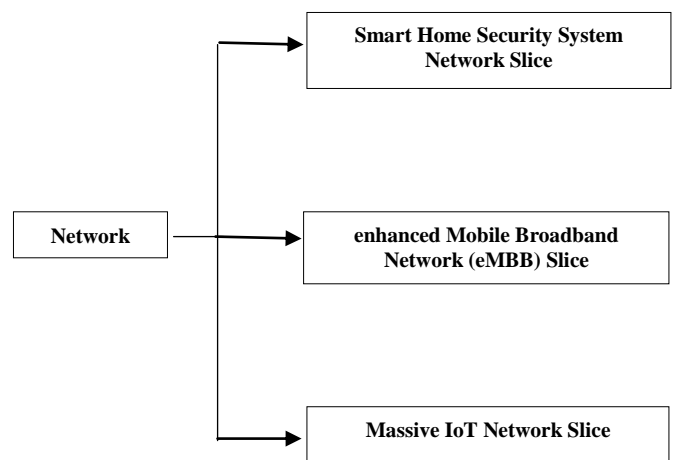 Smart Home Security System
Network Slice
Network
enhanced Mobile Broadband
Network (eMBB) Slice
Massive IoT Network Slice